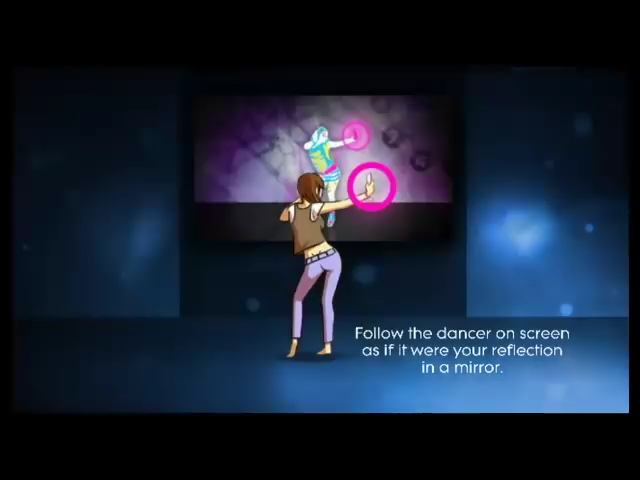 Follow the dancer on screen
as if it were your reflection
in a mirror.